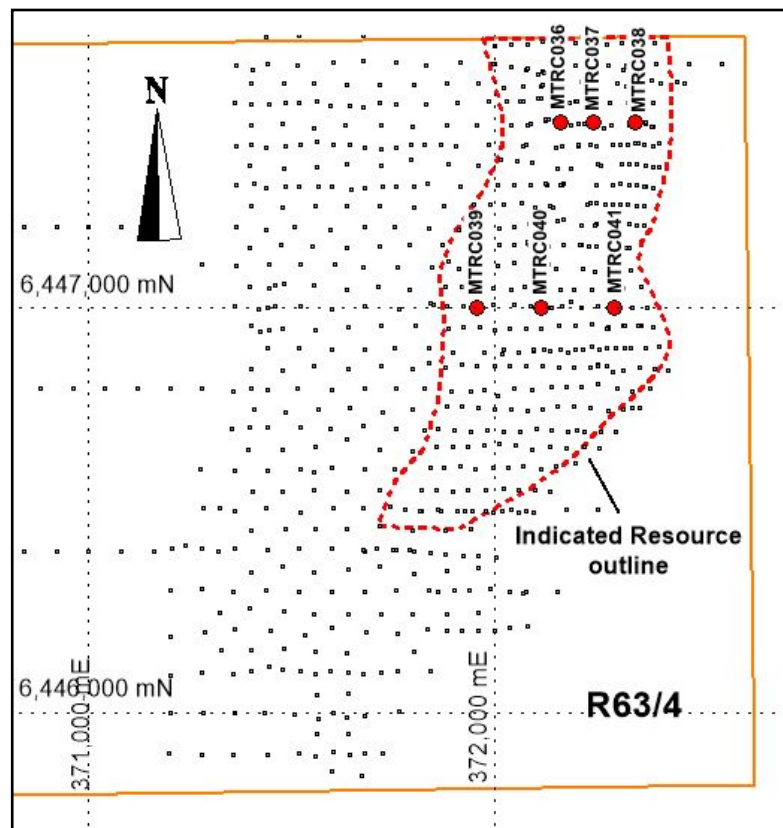 MTRC036
MTRC037
MTRC038
N
MTRC039
MTRC040
MTRC041
6,447,000 mN
Indicated Resource
outline
6,446,000 mN
371,000 mE
372,000 mE
R63/4